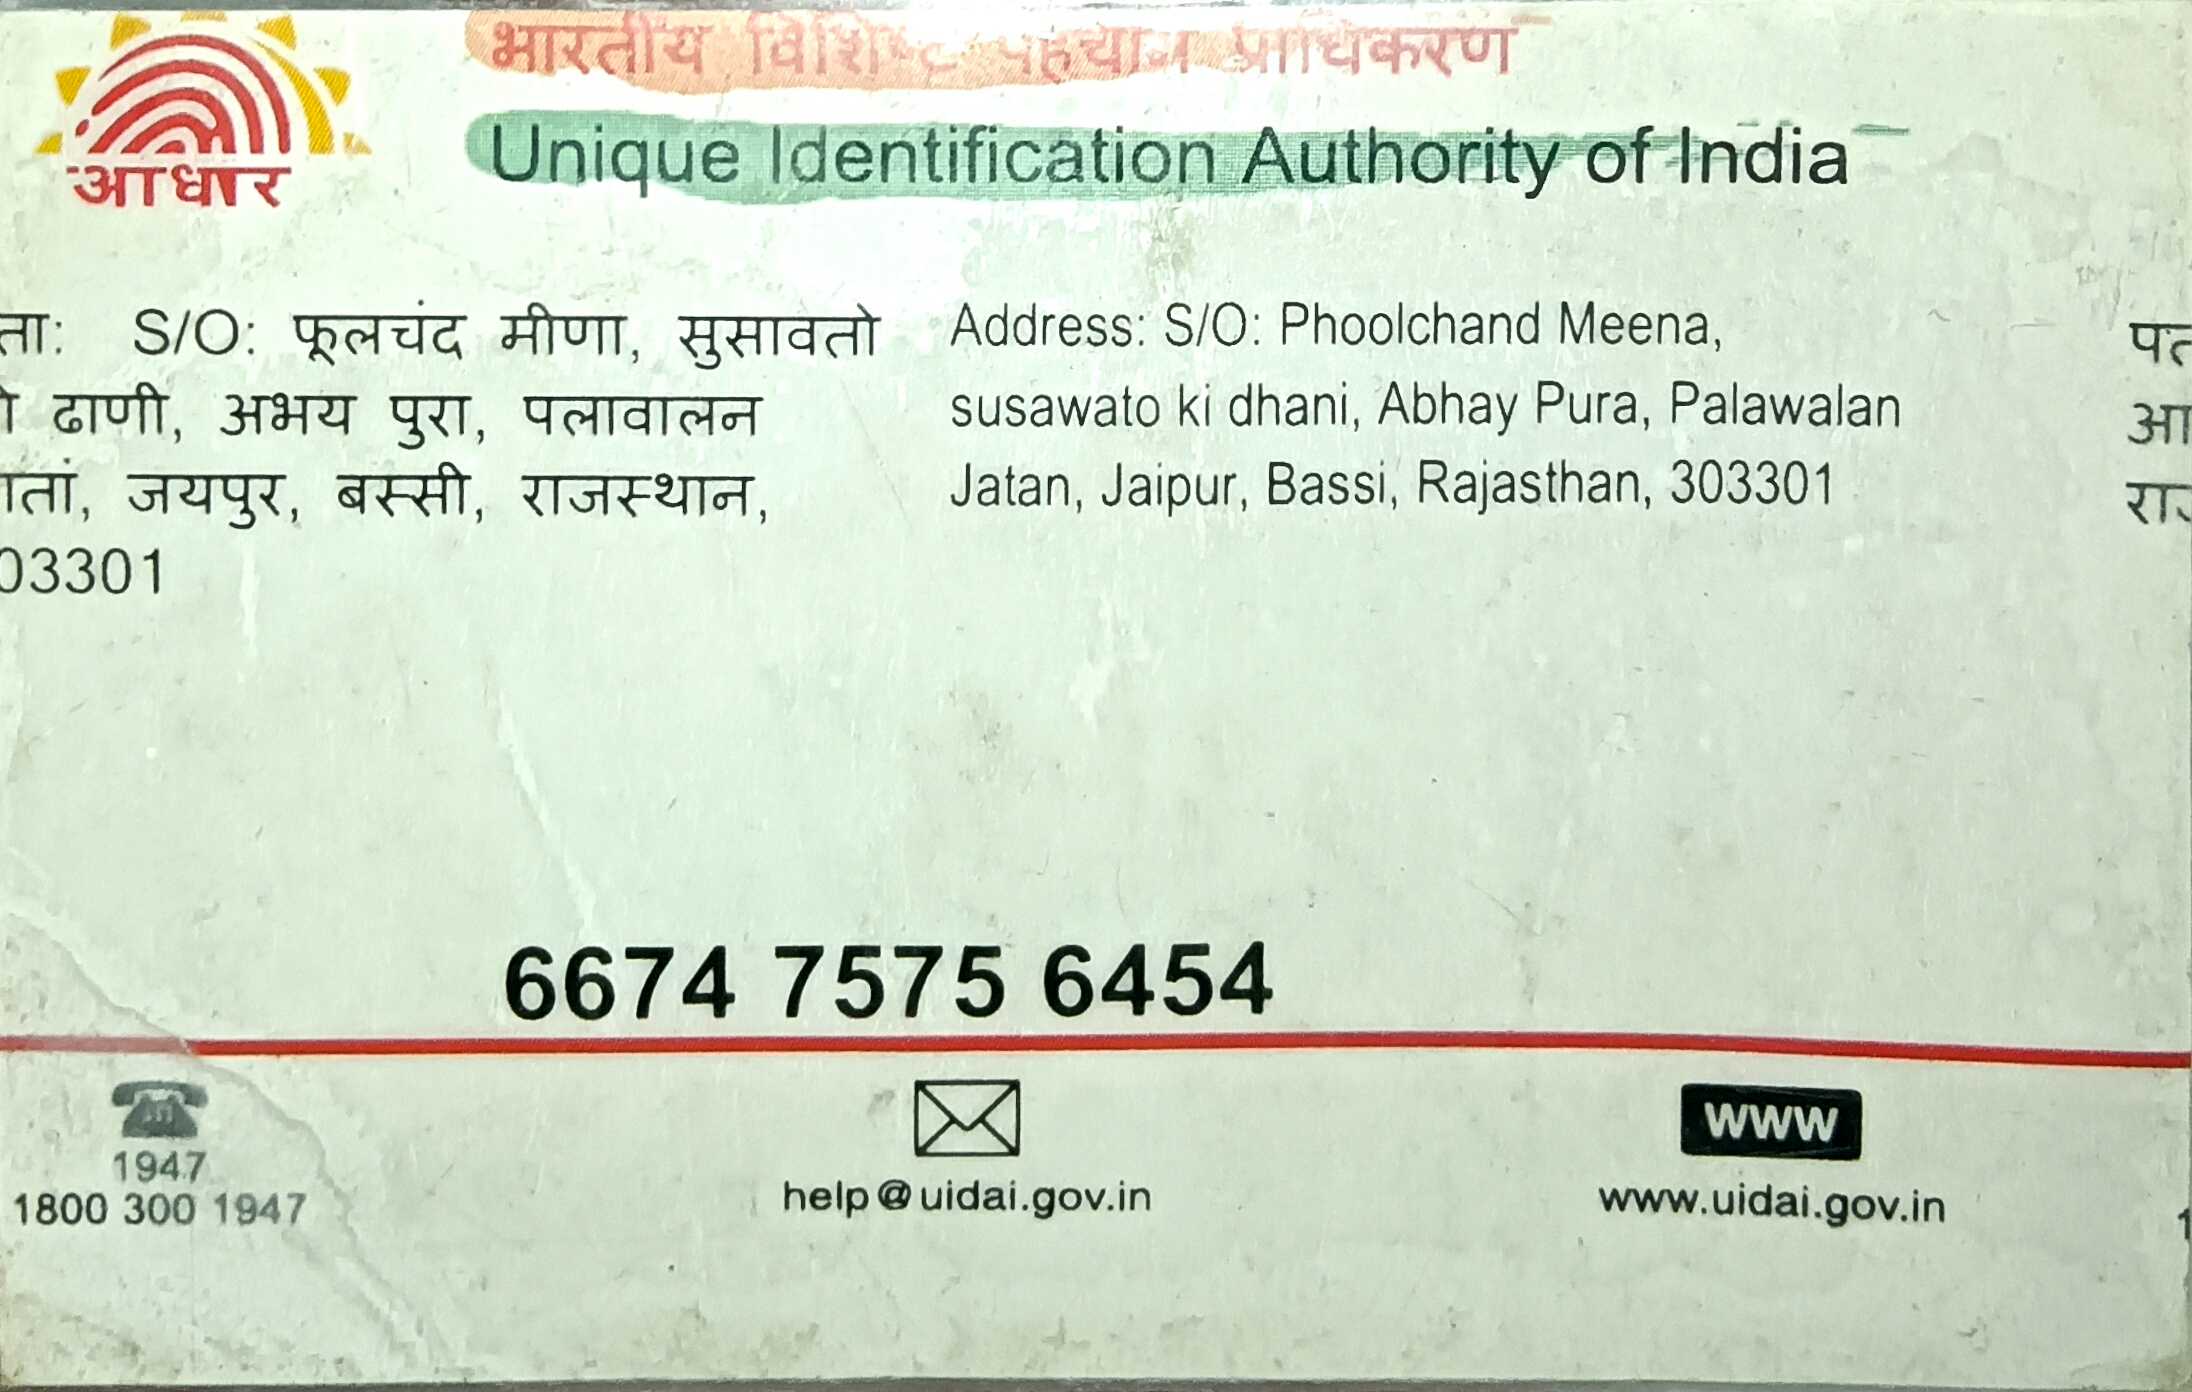 भारतीय विशिष्ट पहचान प्राधिकरण
आधार
Unique Identification Authority of India
ता: S/O: फूलचंद मीणा, सुसावतो
ढाणी, अभय पुरा, पलावालन
तां, जयपुर, बस्सी, राजस्थान,
03301
Address: S/O: Phoolchand Meena,
susawato ki dhani, Abhay Pura, Palawalan
Jatan, Jaipur, Bassi, Rajasthan, 303301
पत
आ
6674 7575 6454
1947
1800 300 1947
help@uidai.gov.in
www
www.uidai.gov.in